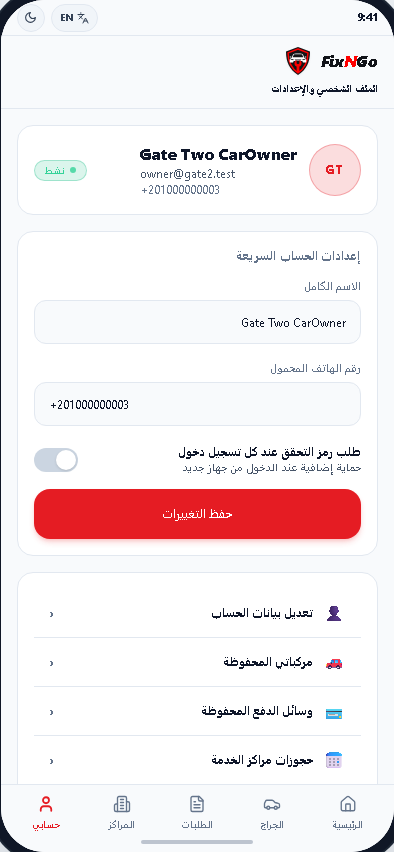 9:41
EN
FixNGo
الملف الشخصي والإعدادات
GT
Gate Two CarOwner
owner@gate2.test
+201000000003
نشط
إعدادات الحساب السريعة
الاسم الكامل
Gate Two CarOwner
رقم الهاتف المحمول
+201000000003
طلب رمز التحقق عند كل تسجيل دخول
حماية إضافية عند الدخول من جهاز جديد
حفظ التغييرات
تعديل بيانات الحساب
مركباتي المحفوظة
وسائل الدفع المحفوظة
حجوزات مراكز الخدمة
الرئيسية
الجراج
الطلبات
المراكز
حسابي